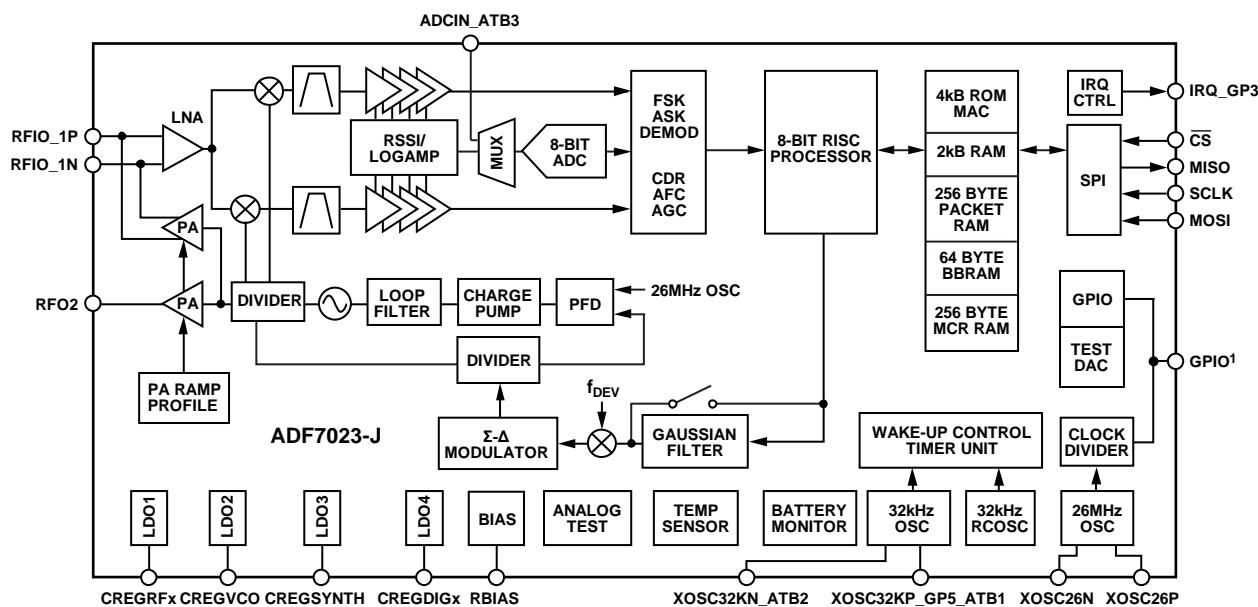 ADCIN_ATB3
RFIO_1P
RFIO_1N
LNA
RSSI/
LOGAMP
MUX
8-BIT
ADC
FSK
ASK
DEMOD
CDR
AFC
AGC
8-BIT RISC
PROCESSOR
4kB ROM
MAC
2kB RAM
256 BYTE
PACKET
RAM
64 BYTE
BBRAM
256 BYTE
MCR RAM
IRQ
CTRL
SPI
IRQ_GP3
CS
MISO
SCLK
MOSI
PA
PA
RFO2
DIVIDER
LOOP
FILTER
CHARGE
PUMP
PFD
26MHz OSC
DIVIDER
GPIO
TEST
DAC
GPIO1
PA RAMP
PROFILE
ADF7023-J
Σ-Δ
MODULATOR
fDEV
GAUSSIAN
FILTER
WAKE-UP CONTROL
TIMER UNIT
CLOCK
DIVIDER
LDO1
LDO2
LDO3
LDO4
BIAS
ANALOG
TEST
TEMP
SENSOR
BATTERY
MONITOR
32kHz
OSC
32kHz
RCOSC
26MHz
OSC
CREGRFx
CREGVCO
CREGSYNTH
CREGDIGx
RBIAS
XOSC32KN_ATB2
XOSC32KP_GP5_ATB1
XOSC26N
XOSC26P